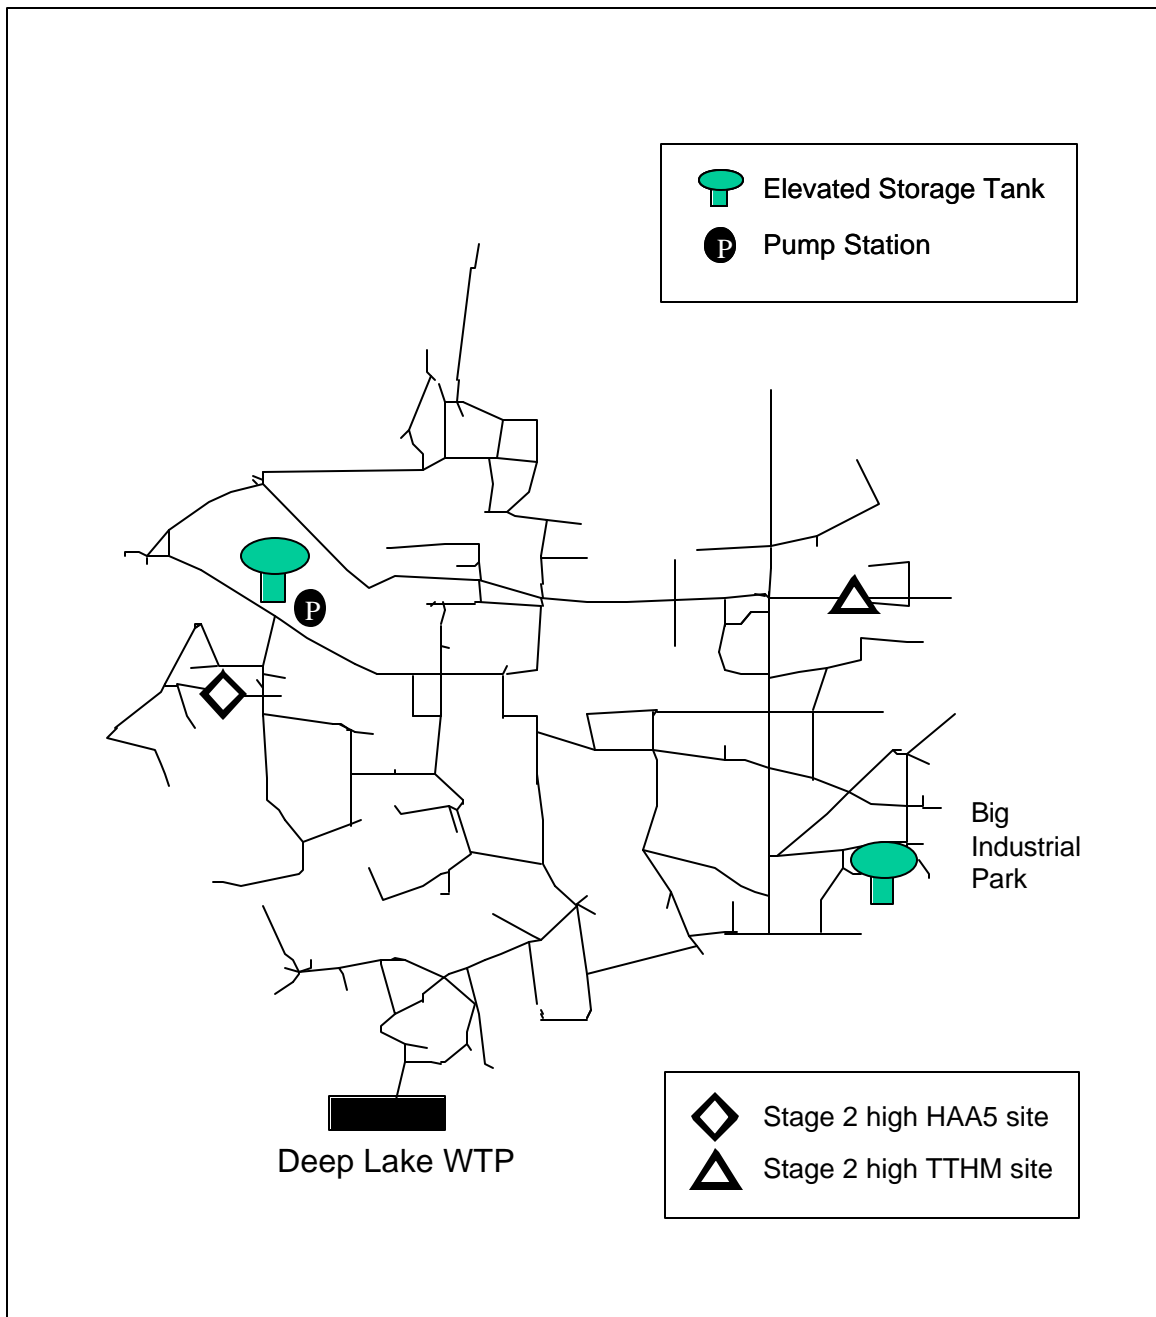 Elevated Storage Tank
P Pump Station
P
Big
Industrial
Park
Stage 2 high HAA5 site
Stage 2 high TTHM site
Deep Lake WTP